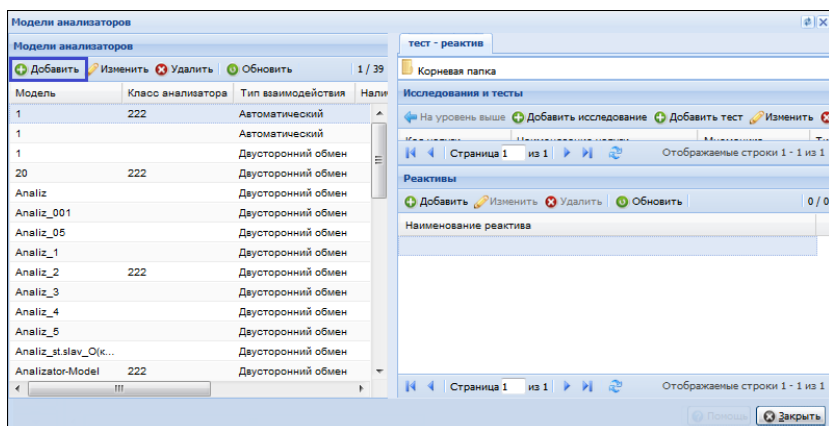 Модели анализаторов
Модели анализаторов
Добавить Изменить Удалить Обновить 1 / 39
Модель Класс анализатора Тип взаимодействия Нали
1 222 Автоматический
1 Автоматический
1 Двусторонний обмен
20 222 Двусторонний обмен
Analiz Двусторонний обмен
Analiz_001 Двусторонний обмен
Analiz_05 Двусторонний обмен
Analiz_1 Двусторонний обмен
Analiz_2 222 Двусторонний обмен
Analiz_3 Двусторонний обмен
Analiz_4 Двусторонний обмен
Analiz_5 Двусторонний обмен
Analiz_st.slav_O(к... Двусторонний обмен
Analizator-Model 222 Двусторонний обмен
тест - реактив
Корневая папка
Исследования и тесты
На уровень выше Добавить исследование Добавить тест Изменить
Страница 1 из 1 Отображаемые строки 1 - 1 из 1
Реактивы
Добавить Изменить Удалить Обновить 0 / 0
Наименование реактива
Страница 1 из 1 Отображаемые строки 1 - 1 из 1
Помощь Закрыть